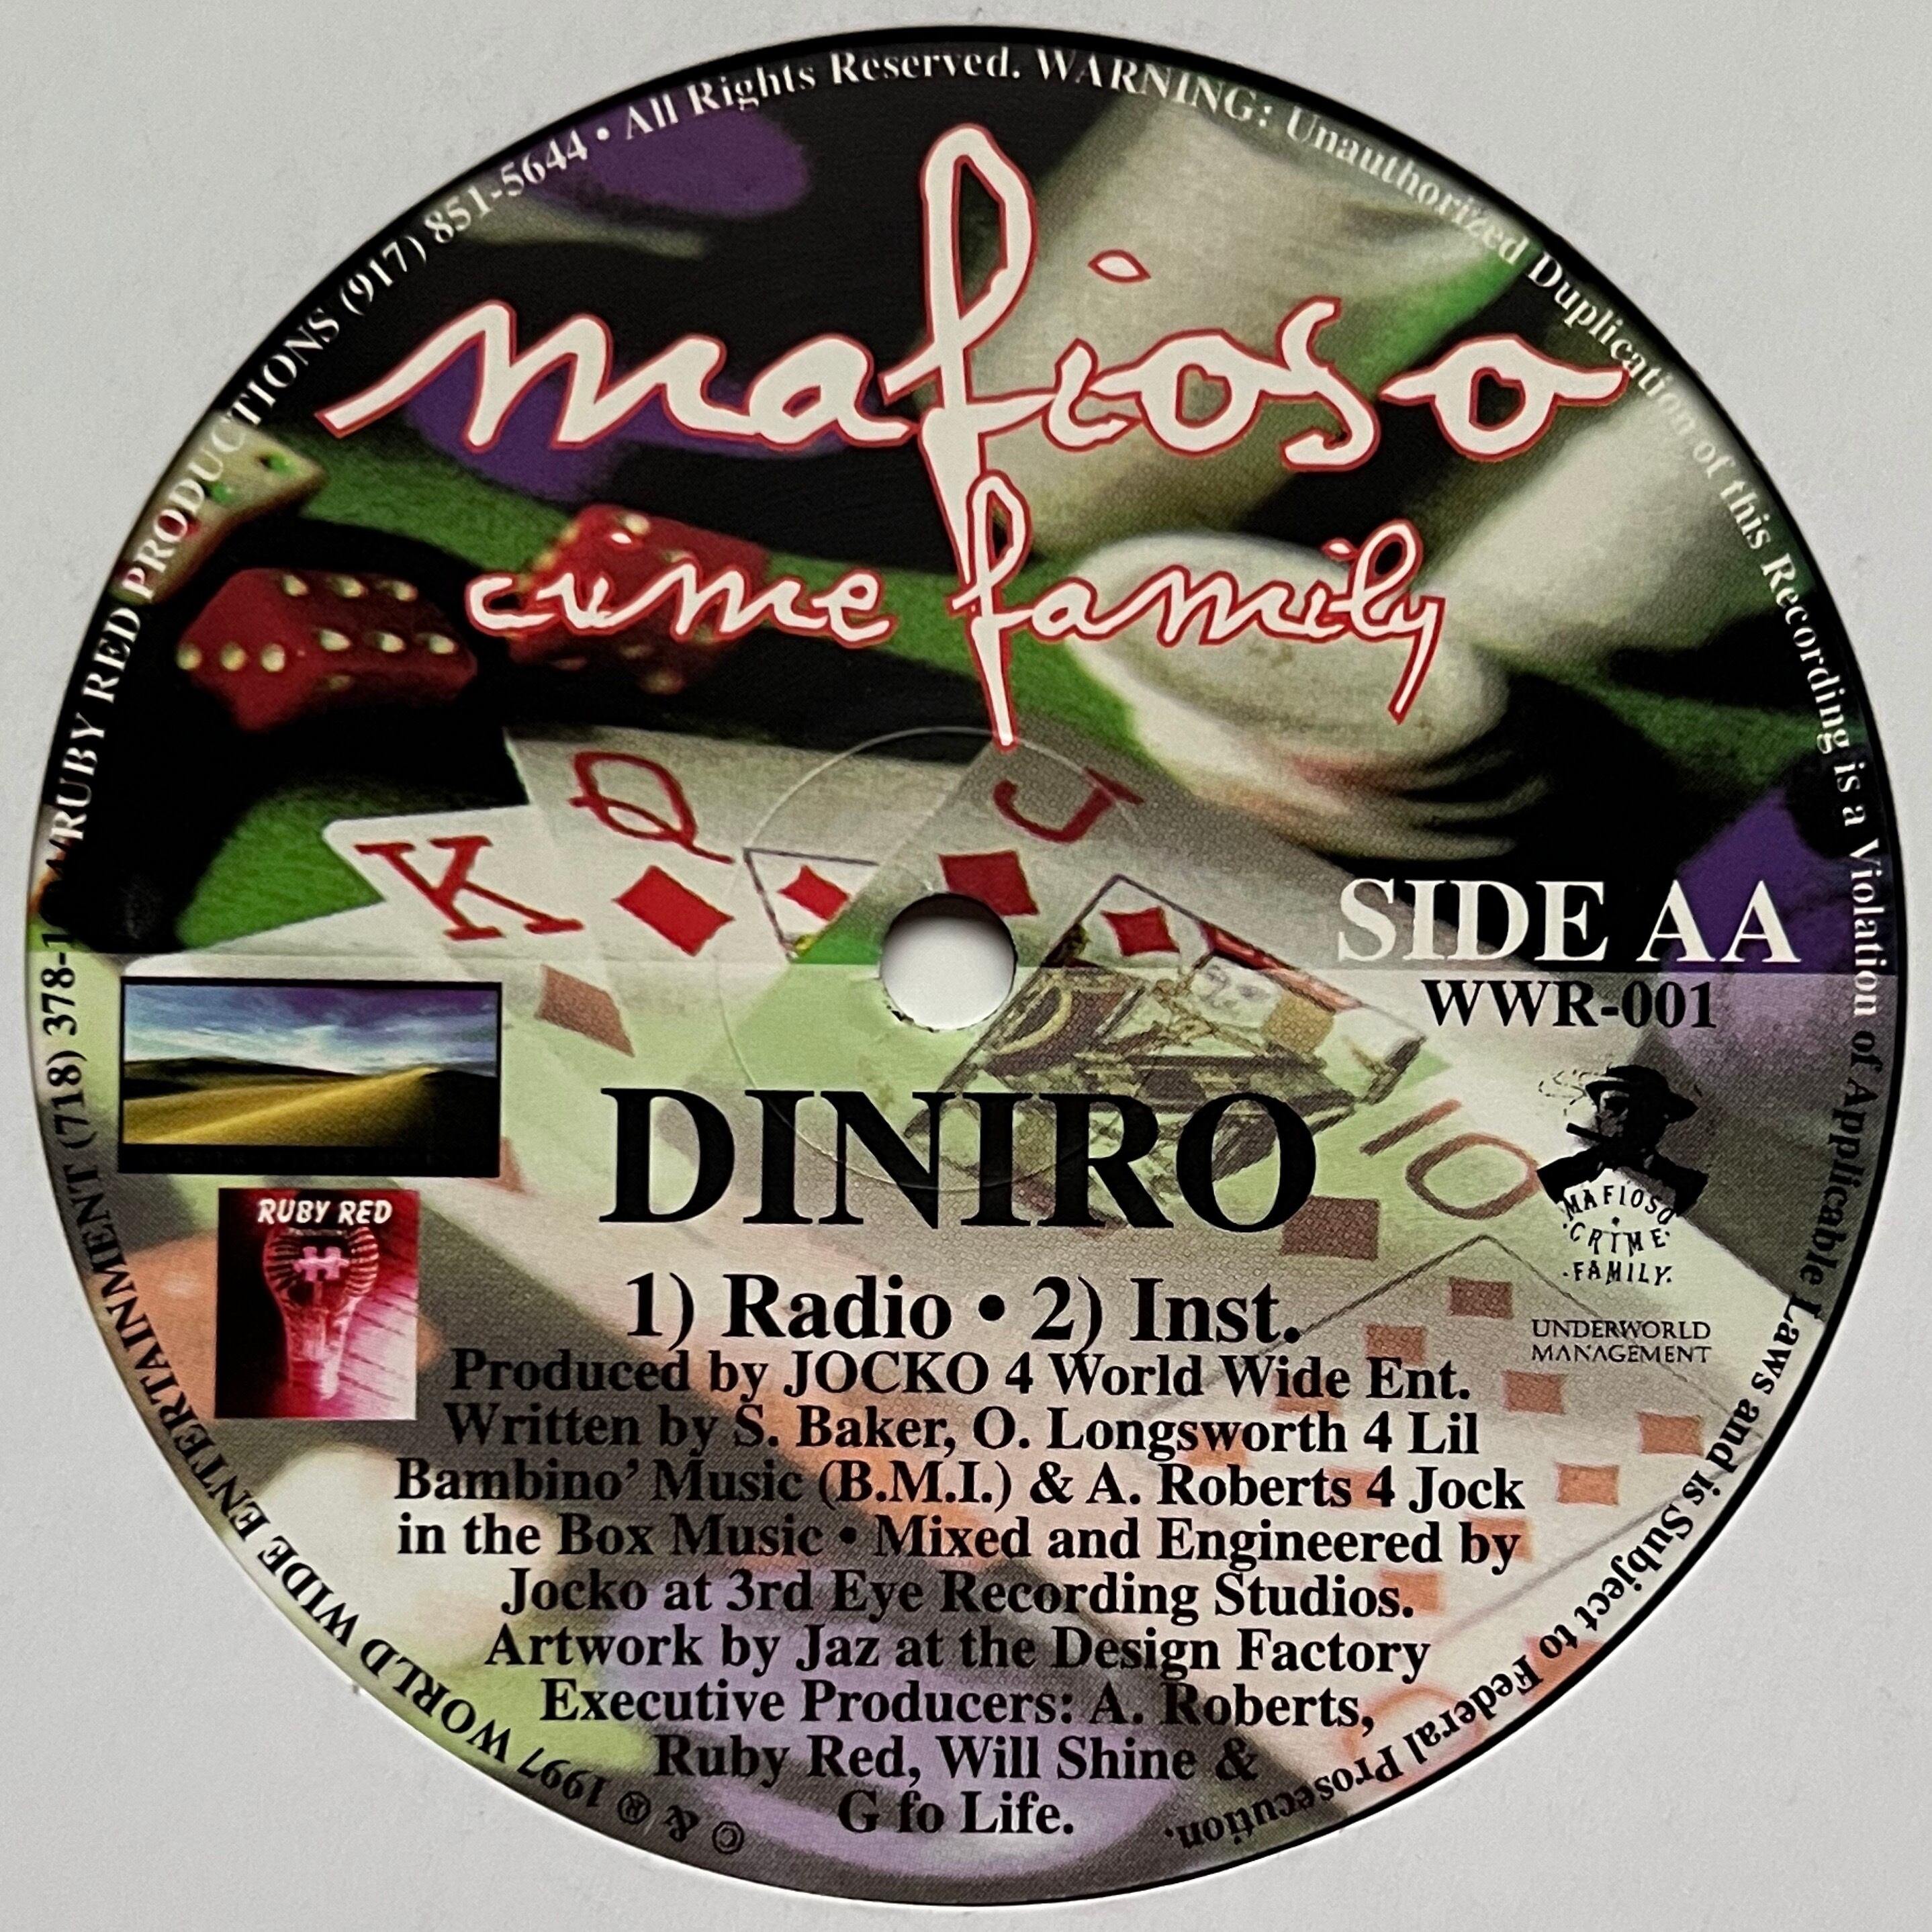 © & ℗ 1997 WORLD WIDE ENTERTAINMENT (718) 378- /RUBY RED PRODUCTIONS (917) 851-5644 • All Rights Reserved. WARNING: Unauthorized Duplication of this Recording is a Violation of Applicable Laws and is Subject to Federal Prosecution.
mafioso
crime family
K
Q
J
10
SIDE AA
WWR-001
DINIRO
RUBY RED
MAFIOSO
CRIME
FAMILY
UNDERWORLD
MANAGEMENT
1) Radio • 2) Inst.
Produced by JOCKO 4 World Wide Ent.
Written by S. Baker, O. Longsworth 4 Lil
Bambino' Music (B.M.I.) & A. Roberts 4 Jock
in the Box Music • Mixed and Engineered by
Jocko at 3rd Eye Recording Studios.
Artwork by Jaz at the Design Factory
Executive Producers: A. Roberts,
Ruby Red, Will Shine &
G fo Life.